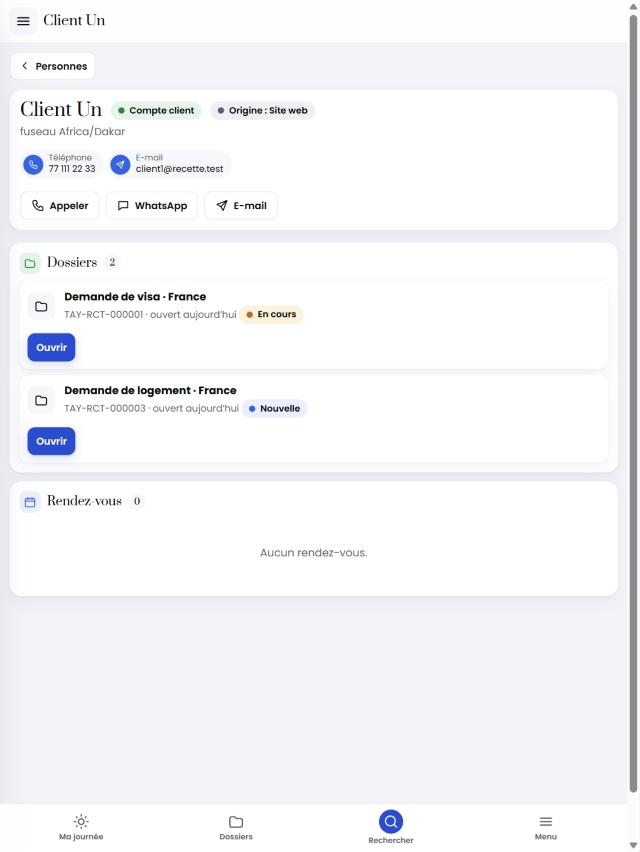 Client Un
Personnes
Client Un
Compte client
Origine : Site web
fuseau Africa/Dakar
Téléphone
77 111 22 33
E-mail
client1@recette.test
Appeler
WhatsApp
E-mail
Dossiers 2
Demande de visa · France
TAY-RCT-000001 · ouvert aujourd'hui En cours
Ouvrir
Demande de logement · France
TAY-RCT-000003 · ouvert aujourd'hui Nouvelle
Ouvrir
Rendez-vous 0
Aucun rendez-vous.
Ma journée
Dossiers
Rechercher
Menu